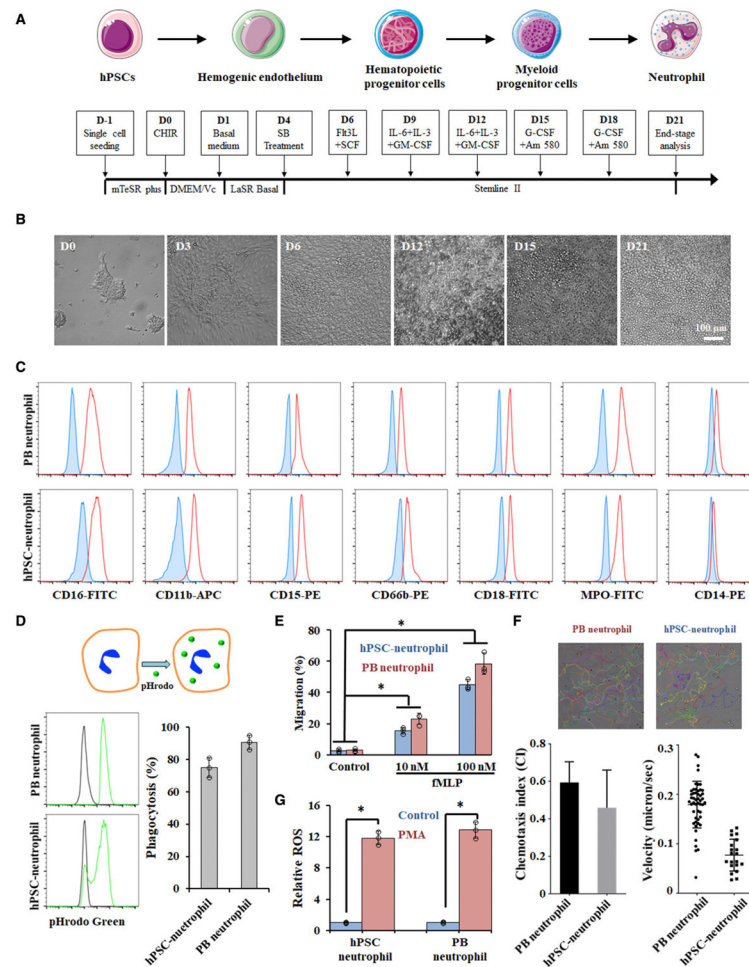 A
hPSCs
Hemogenic endothelium
Hematopoietic
progenitor cells
Myeloid
progenitor cells
Neutrophil
D-1
Single cell
seeding
D0
CHIR
D1
Basal
medium
D4
SB
Treatment
D6
Flt3L
+SCF
D9
IL-6+IL-3
+GM-CSF
D12
IL-6+IL-3
+GM-CSF
D15
G-CSF
+Am 580
D18
G-CSF
+Am 580
D21
End-stage
analysis
mTeSR plus
DMEM/Vc
LaSR Basal
Stemline II
B
D0
D3
D6
D12
D15
D21
100 μm
C
PB
neutrophil
hPSC-neutrophil
CD16-FITC
CD11b-APC
CD15-PE
CD66b-PE
CD18-FITC
MPO-FITC
CD14-PE
D
pHrodo
PB neutrophil
hPSC-neutrophil
pHrodo Green
Phagocytosis (%)
120
80
40
0
hPSC-nuetrophil
PB neutrophil
E
Migration (%)
80
60
40
20
0
hPSC-neutrophil
PB neutrophil
*
*
Control
10 nM
100 nM
fMLP
G
Relative ROS
16
12
8
4
0
Control
PMA
*
*
hPSC
neutrophil
PB
neutrophil
F
PB neutrophil
hPSC-neutrophil
Chemotaxis index (CI)
0.6
0.4
0.2
0.0
PB neutrophil
hPSC-neutrophil
Velocity (micron/sec)
0.3
0.2
0.1
0
PB neutrophil
hPSC-neutrophil